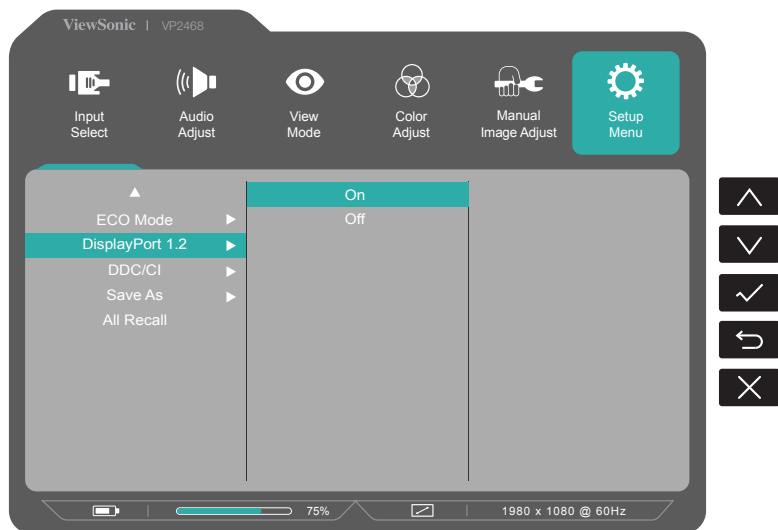 ViewSonic | VP2468
Input Select
Audio Adjust
View Mode
Color Adjust
Manual Image Adjust
Setup Menu
On
ECO Mode
Off
DisplayPort 1.2
DDC/CI
Save As
All Recall
75%
1980 x 1080 @ 60Hz